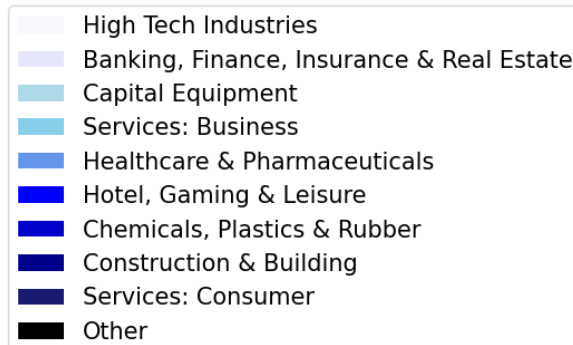 High Tech Industries
Banking, Finance, Insurance & Real Estate
Capital Equipment
Services: Business
Healthcare & Pharmaceuticals
Hotel, Gaming & Leisure
Chemicals, Plastics & Rubber
Construction & Building
Services: Consumer
Other